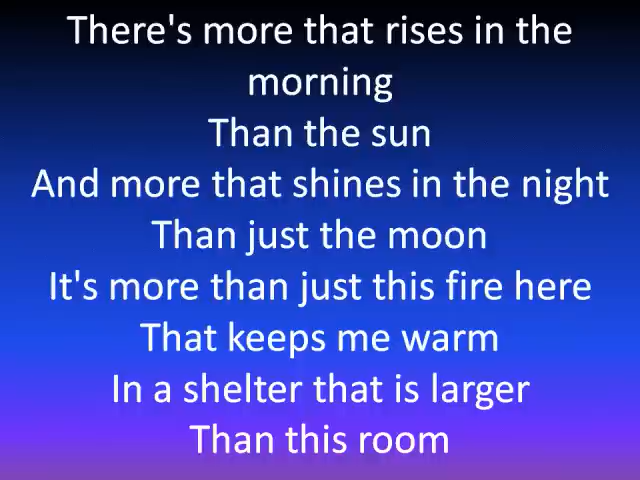 There's more that rises in the
morning
Than the sun
And more that shines in the night
Than just the moon
It's more than just this fire here
That keeps me warm
In a shelter that is larger
Than this room